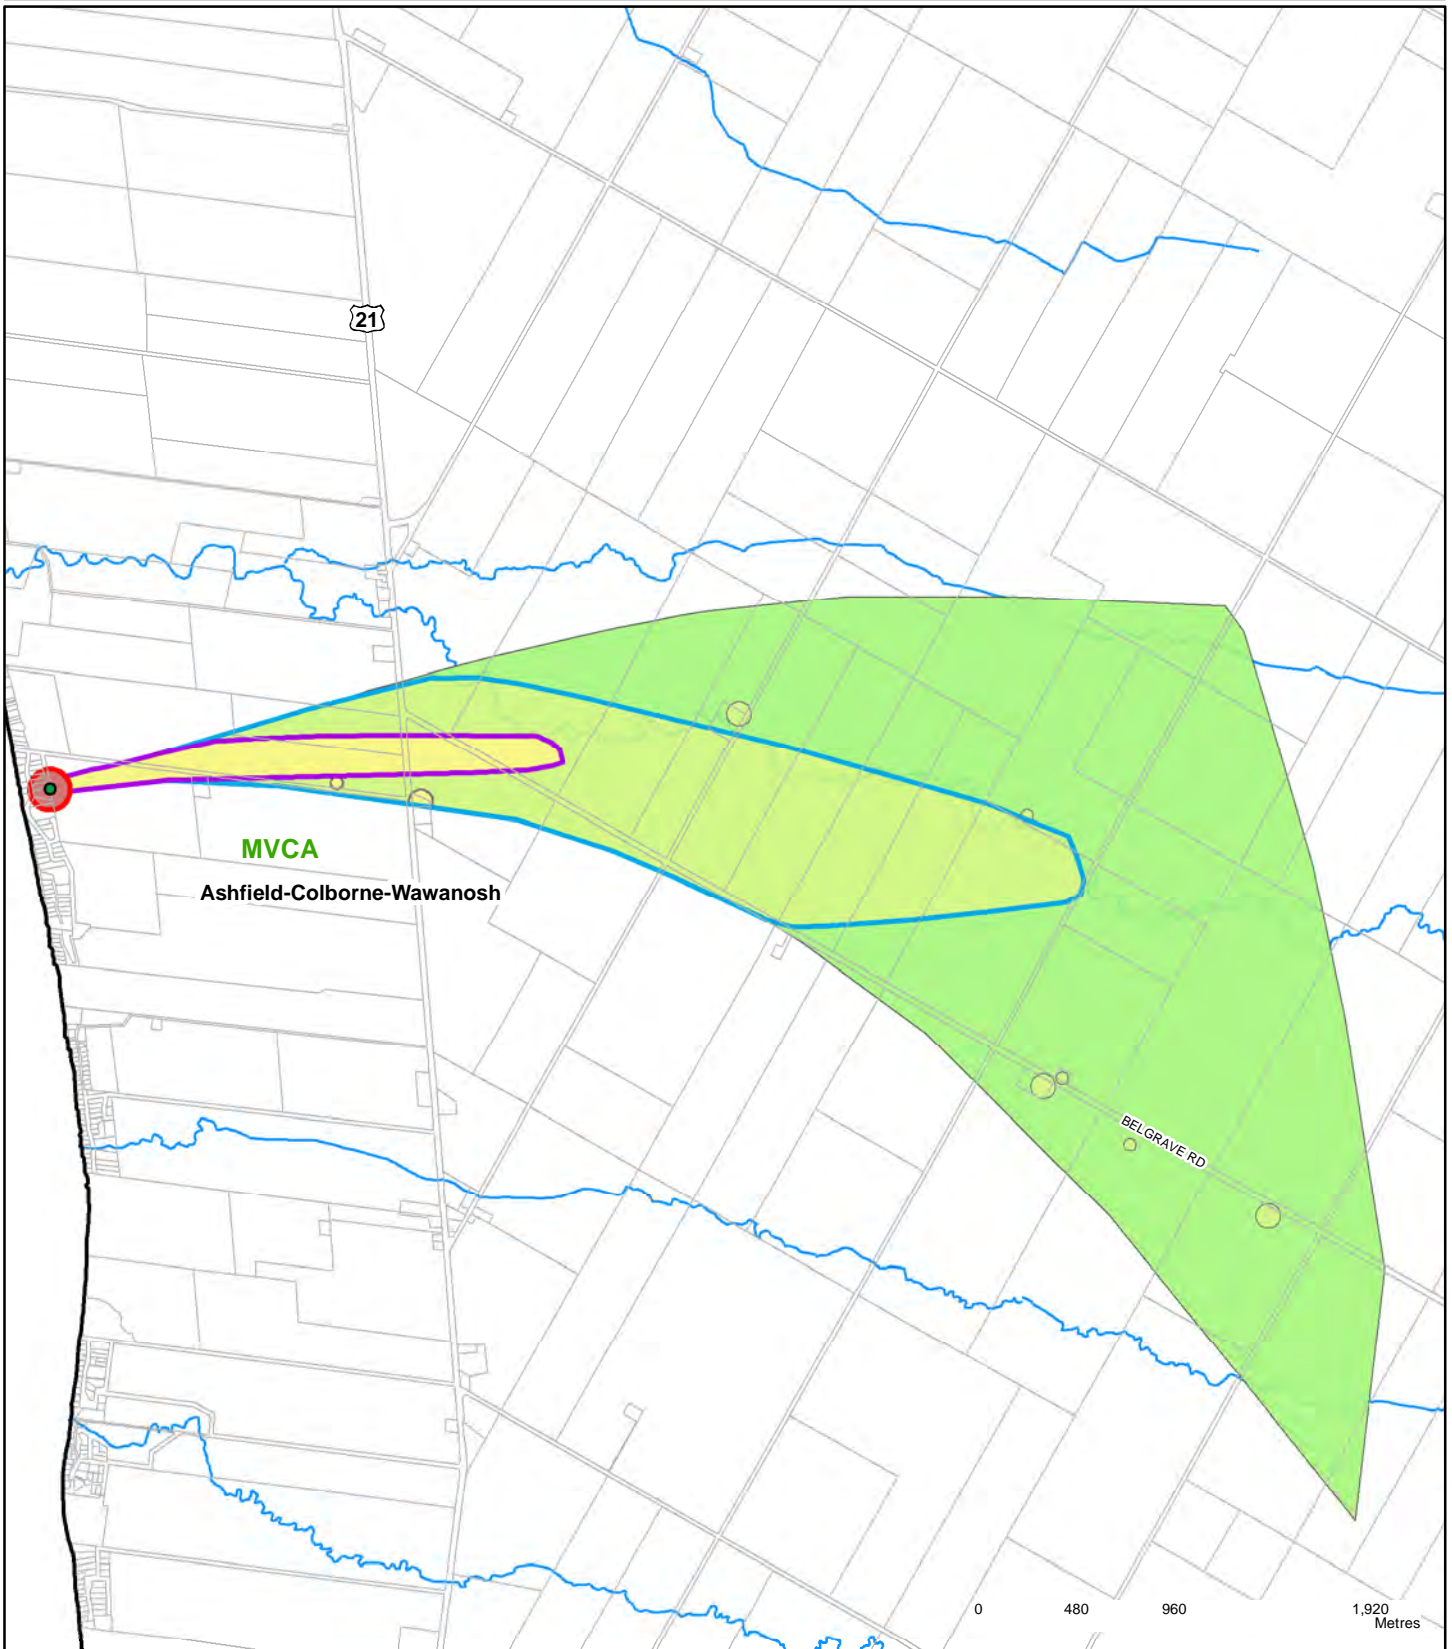 21
MVCA
Ashfield-Colborne-Wawanosh
BELGRAVE RD
0 480 960 1,920
Metres